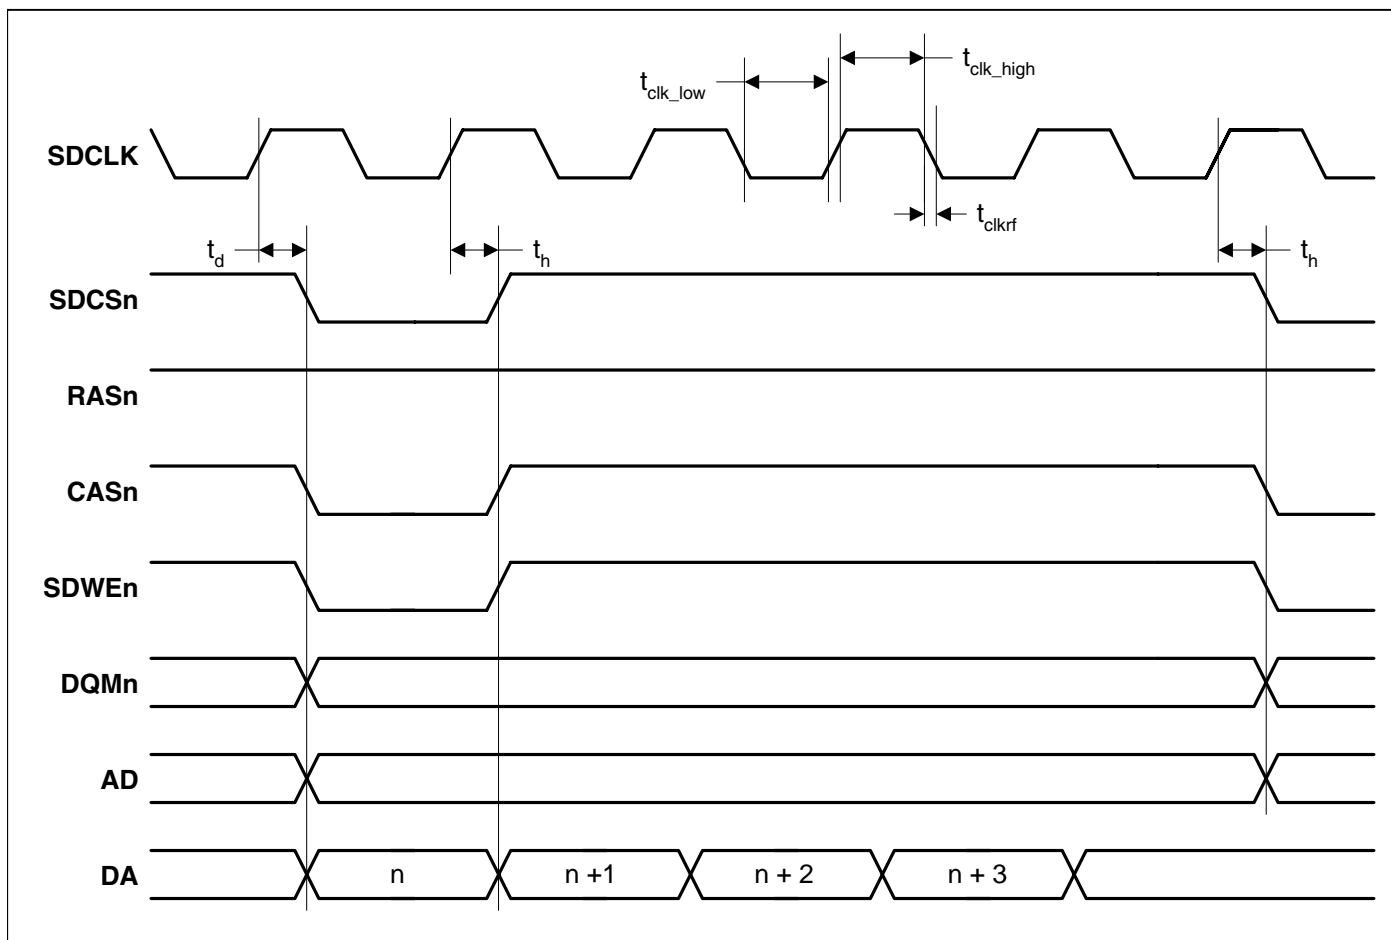 t_clk_high
t_clk_low
SDCLK
t_clkrf
t_d
t_h
t_h
SDCSn
RASn
CASn
SDWEn
DQMn
AD
DA
n
n +1
n + 2
n + 3